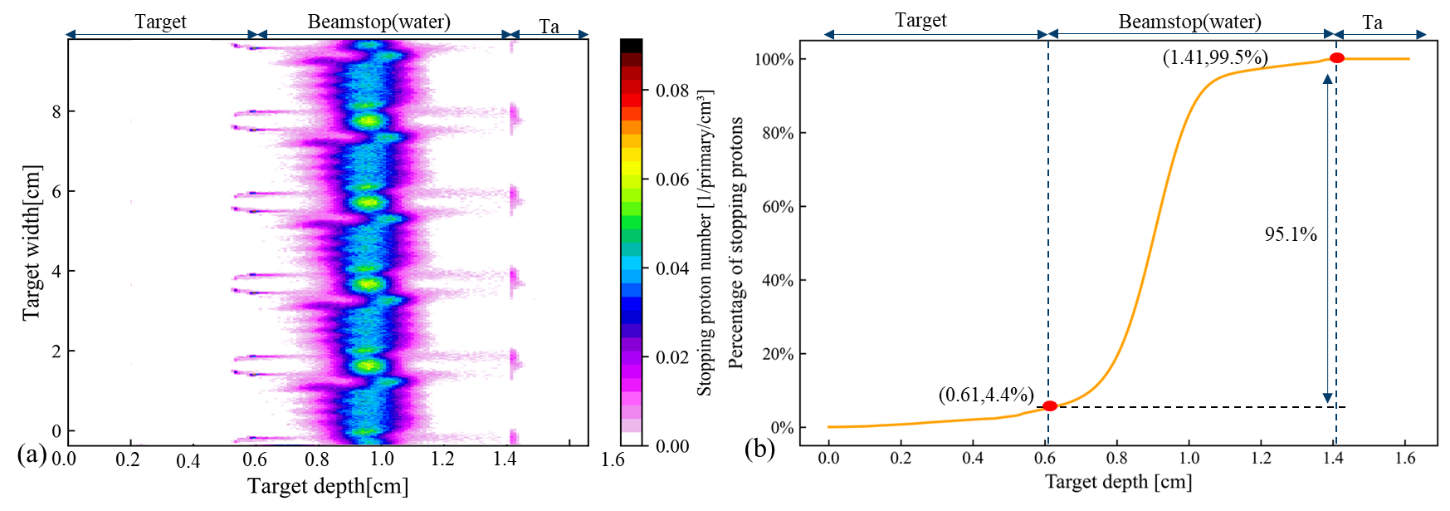 Target
Beamstop(water)
Ta
Target width[cm]
8
6
4
2
0
0.0
0.2
0.4
0.6
0.8
1.0
1.2
1.4
1.6
Target depth[cm]
(a)
0.08
0.06
0.04
0.02
0.00
Stopping proton number [1/primary/cm³]
Target
Beamstop(water)
Ta
Percentage of stopping protons
100%
80%
60%
40%
20%
0%
(1.41,99.5%)
95.1%
(0.61,4.4%)
0.0
0.2
0.4
0.6
0.8
1.0
1.2
1.4
1.6
Target depth [cm]
(b)